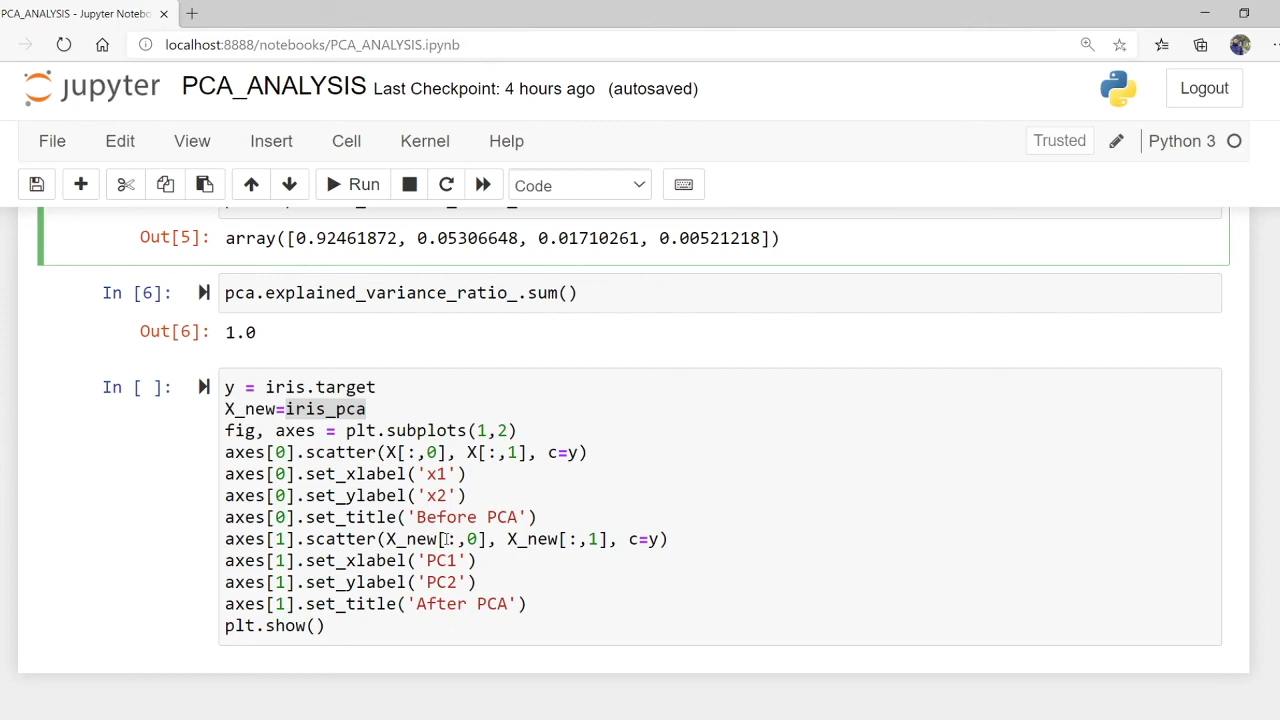 PCA_ANALYSIS - Jupyter Notebo
localhost:8888/notebooks/PCA_ANALYSIS.ipynb
jupyter PCA_ANALYSIS Last Checkpoint: 4 hours ago (autosaved)
Logout
File Edit View Insert Cell Kernel Help
Trusted Python 3
Run Code
Out[5]: array([0.92461872, 0.05306648, 0.01710261, 0.00521218])
In [6]: pca.explained_variance_ratio_.sum()
Out[6]: 1.0
In [ ]: y = iris.target
X_new=iris_pca
fig, axes = plt.subplots(1,2)
axes[0].scatter(X[:,0], X[:,1], c=y)
axes[0].set_xlabel('x1')
axes[0].set_ylabel('x2')
axes[0].set_title('Before PCA')
axes[1].scatter(X_new[:,0], X_new[:,1], c=y)
axes[1].set_xlabel('PC1')
axes[1].set_ylabel('PC2')
axes[1].set_title('After PCA')
plt.show()